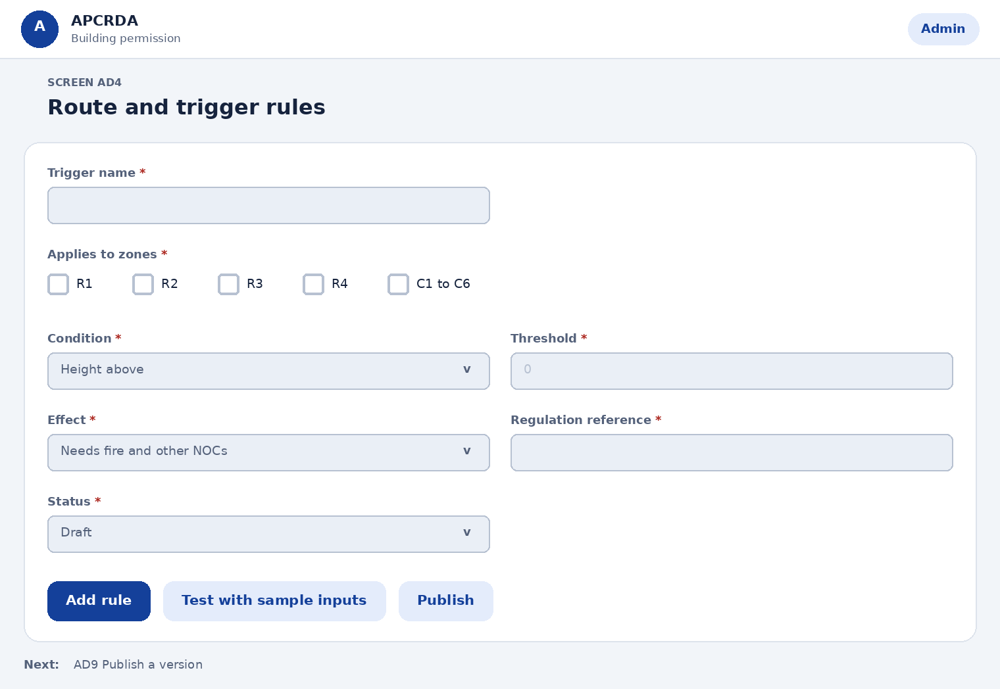 A
APCRDA
Building permission
Admin
SCREEN AD4
Route and trigger rules
Trigger name *
Applies to zones *
R1 R2 R3 R4 C1 to C6
Condition * Threshold *
Height above v 0
Effect * Regulation reference *
Needs fire and other NOCs v
Status *
Draft v
Add rule Test with sample inputs Publish
Next: AD9 Publish a version